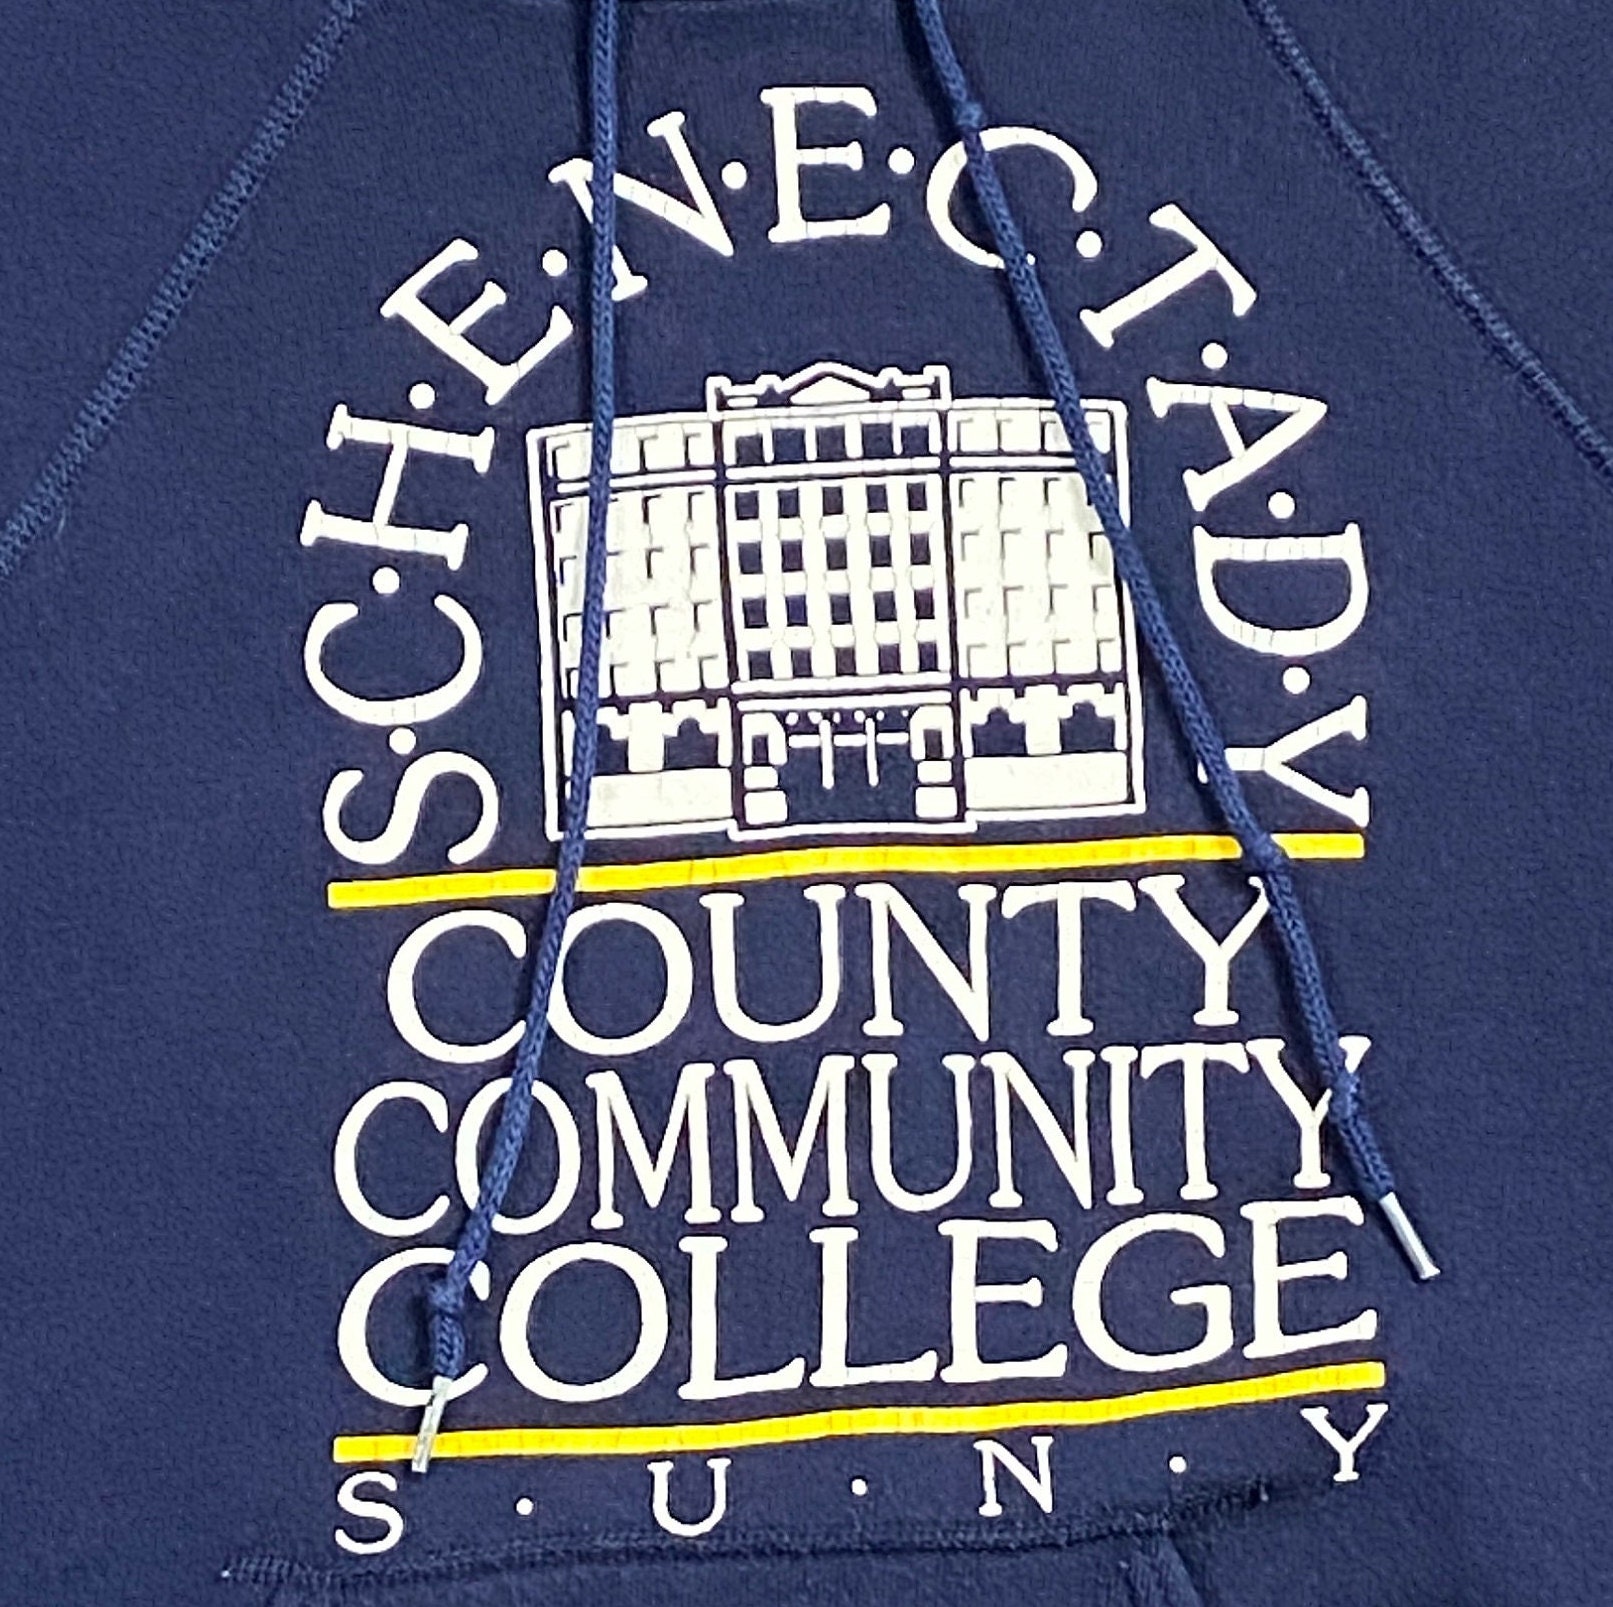 S·C·H·E·N·E·C·T·A·D·Y
COUNTY
COMMUNITY
COLLEGE
S · U · N · Y